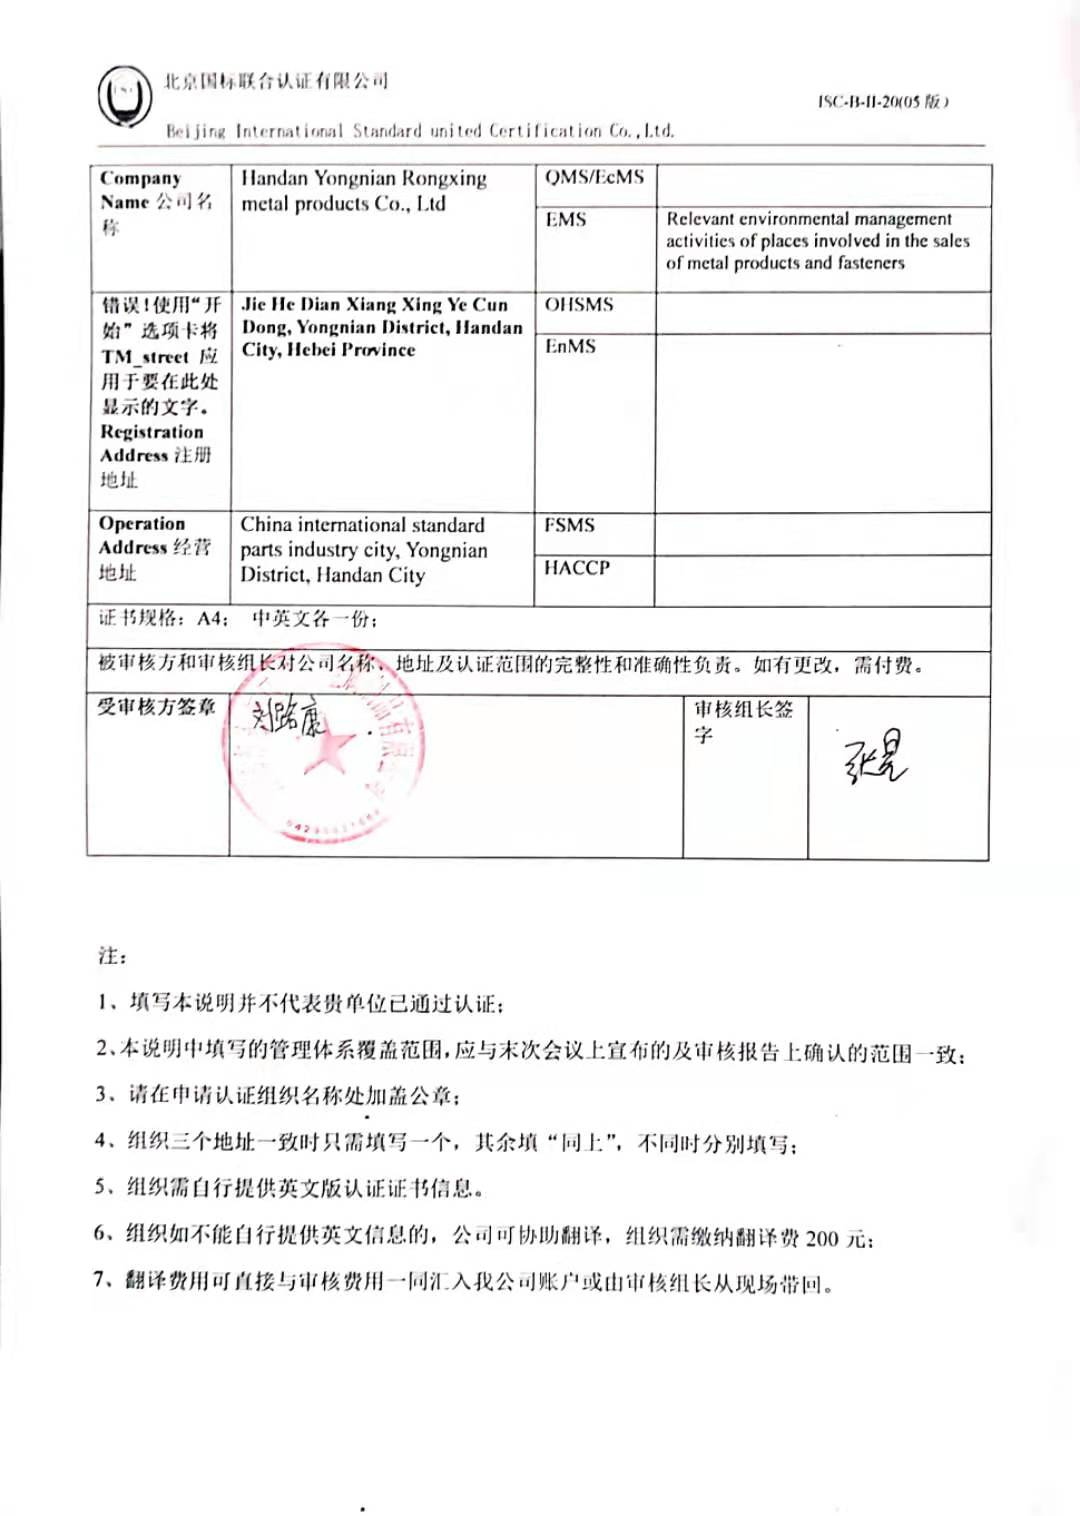 北京国标联合认证有限公司
ISC-B-II-20(05版)
Beijing International Standard united Certification Co.,Ltd.
Company
Name 公司名
称
Handan Yongnian Rongxing
metal products Co., Ltd
QMS/EcMS
EMS
Relevant environmental management
activities of places involved in the sales
of metal products and fasteners
错误!使用“开
始”选项卡将
TM_street 应
用于要在此处
显示的文字。
Registration
Address 注册
地址
Jie He Dian Xiang Xing Ye Cun
Dong, Yongnian District, Handan
City, Hebei Province
OHSMS
EnMS
Operation
Address 经营
地址
China international standard
parts industry city, Yongnian
District, Handan City
FSMS
HACCP
证书规格：A4； 中英文各一份；
被审核方和审核组长对公司名称、地址及认证范围的完整性和准确性负责。如有更改，需付费。
受审核方签章
刘路康
审核组长签
字
注：
1、填写本说明并不代表贵单位已通过认证；
2、本说明中填写的管理体系覆盖范围，应与末次会议上宣布的及审核报告上确认的范围一致；
3、请在申请认证组织名称处加盖公章；
4、组织三个地址一致时只需填写一个，其余填“同上”，不同时分别填写；
5、组织需自行提供英文版认证证书信息。
6、组织如不能自行提供英文信息的，公司可协助翻译，组织需缴纳翻译费 200 元；
7、翻译费用可直接与审核费用一同汇入我公司账户或由审核组长从现场带回。